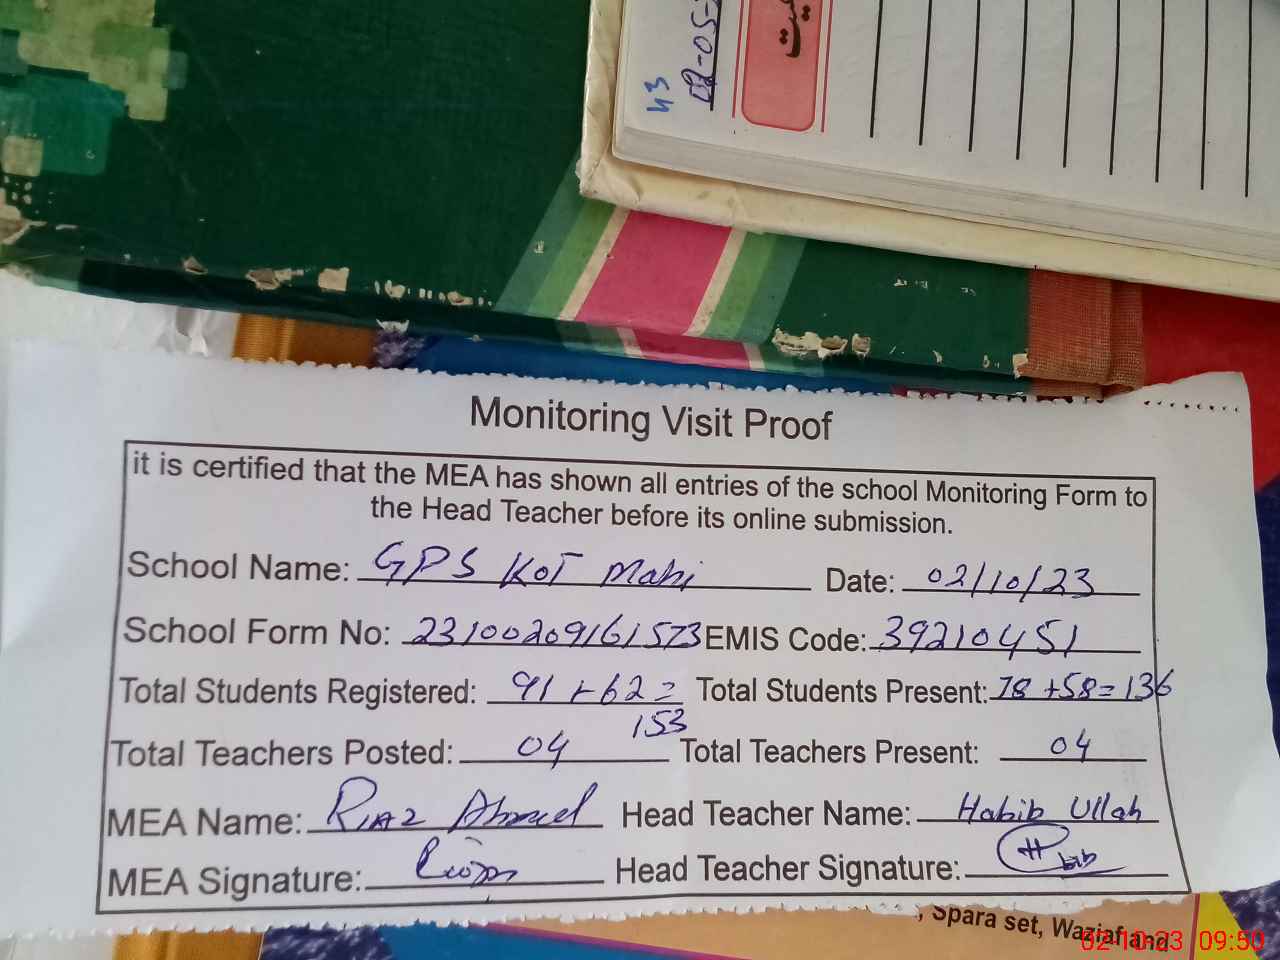 43
Monitoring Visit Proof
it is certified that the MEA has shown all entries of the school Monitoring Form to
the Head Teacher before its online submission.
School Name: GPS KOT Mahi Date: 02/10/23
School Form No: 23100209161573 EMIS Code: 39210451
Total Students Registered: 91+62= Total Students Present: 78+58=136
153
Total Teachers Posted: 04 Total Teachers Present: 04
MEA Name: Riaz Ahmed Head Teacher Name: Habib Ullah
MEA Signature: Head Teacher Signature:
, Spara set, Waziaf and
02-10-23 09:50